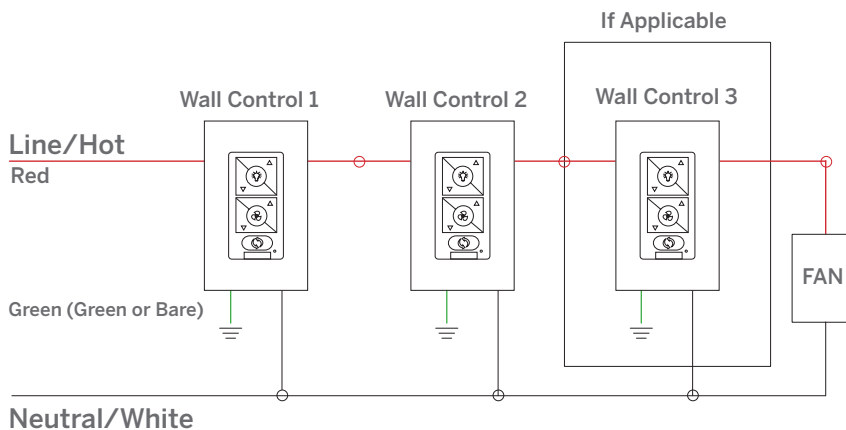 If Applicable
Wall Control 1
Wall Control 2
Wall Control 3
Line/Hot
Red
FAN
Green (Green or Bare)
Neutral/White